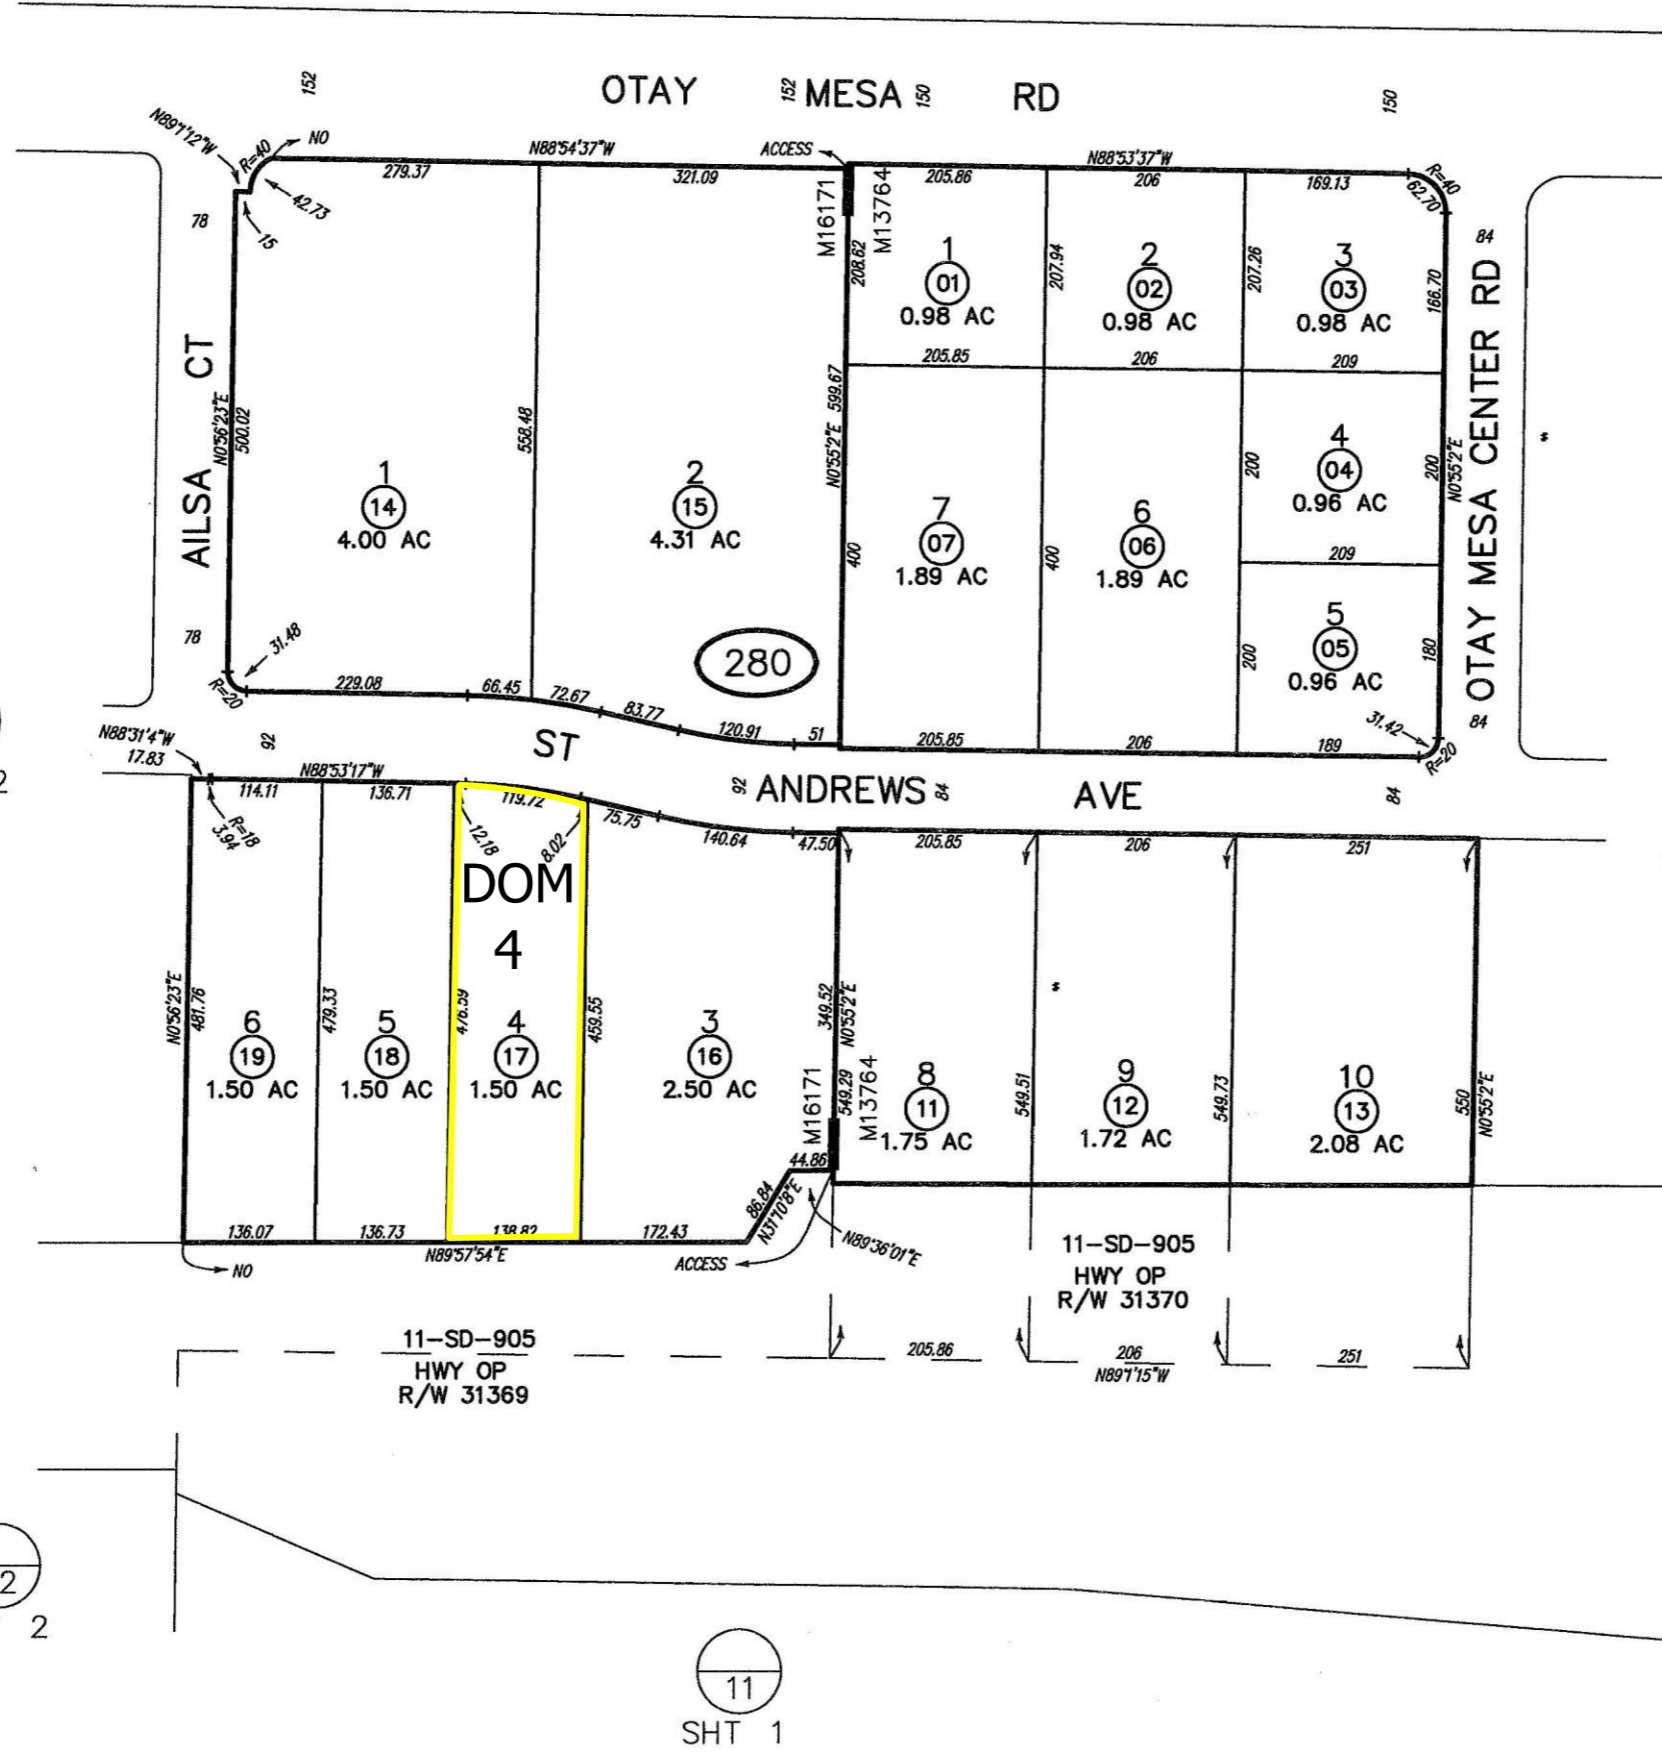 OTAY MESA RD
152
152
150
150
N89°1'12"W
R=40
NO
42.73
15
N88°54'37"W
ACCESS
N88°53'37"W
279.37
321.09
205.86
206
169.13
R=40
62.70
78
84
M16171
M13764
208.62
207.94
207.26
166.70
1
01
0.98 AC
2
02
0.98 AC
3
03
0.98 AC
205.85
206
209
AILSA CT
N0°56'23"E
500.02
558.48
N0°55'2"E 599.67
OTAY MESA CENTER RD
1
14
4.00 AC
2
15
4.31 AC
7
07
1.89 AC
6
06
1.89 AC
4
04
0.96 AC
400
400
200
200
N0°55'2"E
209
5
05
0.96 AC
200
180
78
31.48
R=20
280
229.08
66.45
72.67
83.77
120.91
51
205.85
206
189
31.42
R=20
84
N88°31'4"W
17.83
92
ST ANDREWS AVE
92
84
84
N88°53'17"W
114.11
136.71
119.72
75.75
140.64
47.50
205.85
206
251
R=18
3.94
12.18
8.02
DOM
4
N0°56'23"E
481.76
479.33
476.59
459.55
349.52
N0°55'2"E
6
19
1.50 AC
5
18
1.50 AC
4
17
1.50 AC
3
16
2.50 AC
M16171
549.29
M13764
8
11
1.75 AC
549.51
9
12
1.72 AC
549.73
10
13
2.08 AC
550
N0°55'2"E
44.86
86.84
N31°10'8"E
N89°36'01"E
136.07
136.73
138.82
172.43
N89°57'54"E
NO
ACCESS
11-SD-905
HWY OP
R/W 31370
11-SD-905
HWY OP
R/W 31369
205.86
206
251
N89°1'15"W
2
2
2
11
SHT 1